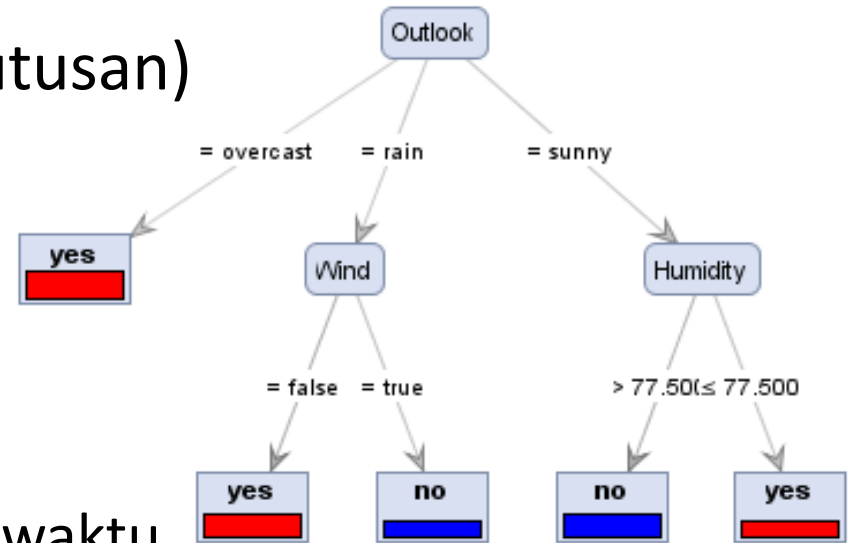 Outlook
utusan)
= overcast = rain = sunny
yes
Wind
Humidity
= false = true
> 77.50(≤ 77.500
yes
no
no
yes
waktu